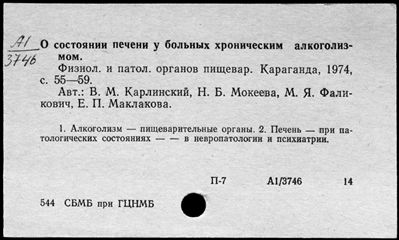 А1
3746
О состоянии печени у больных хроническим алкоголиз-
мом.
Физиол. и патол. органов пищевар. Караганда, 1974,
с. 55—59.
Авт.: В. М. Карлинский, Н. Б. Мокеева, М. Я. Фали-
кович, Е. П. Маклакова.
1. Алкоголизм — пищеварительные органы. 2. Печень — при па-
тологических состояниях — — в невропатологии и психиатрии.
П-7 А1/3746 14
544 СБМБ при ГЦНМБ